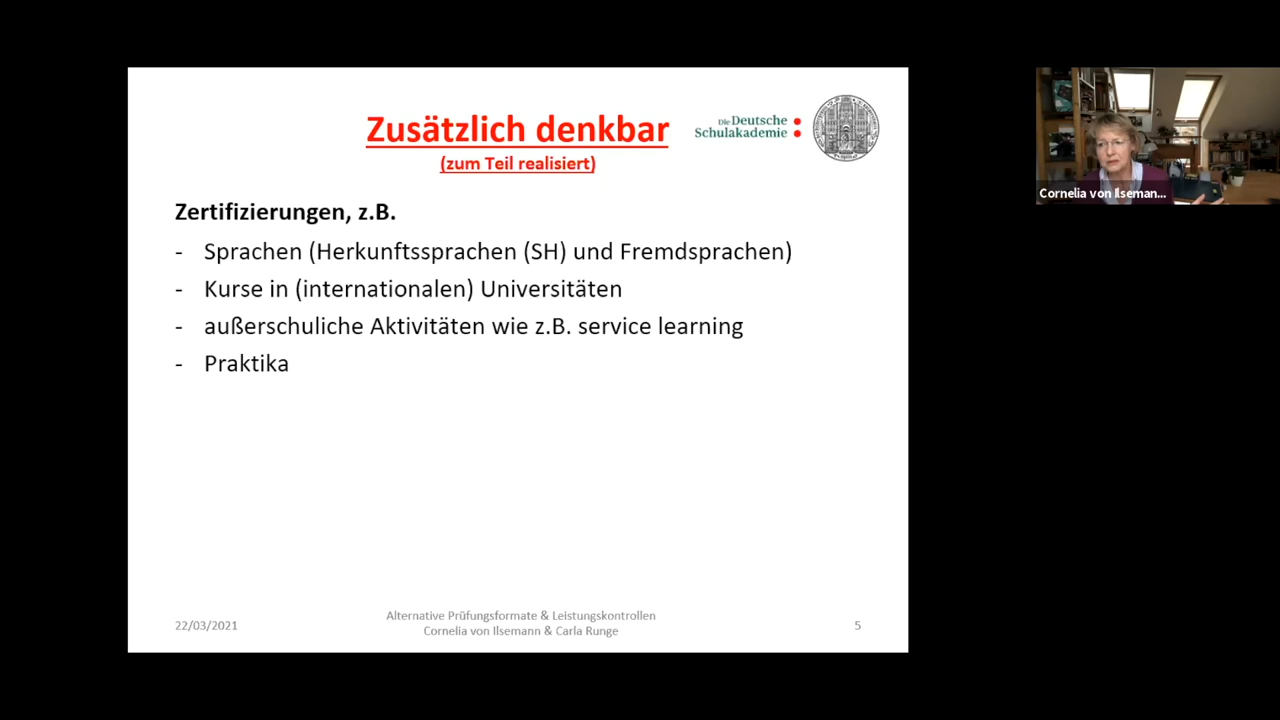 Zusätzlich denkbar
(zum Teil realisiert)
Die Deutsche
Schulakademie
Zertifizierungen, z.B.
- Sprachen (Herkunftssprachen (SH) und Fremdsprachen)
- Kurse in (internationalen) Universitäten
- außerschuliche Aktivitäten wie z.B. service learning
- Praktika
22/03/2021
Alternative Prüfungsformate & Leistungskontrollen
Cornelia von Ilsemann & Carla Runge
5
Cornelia von Ilseman...